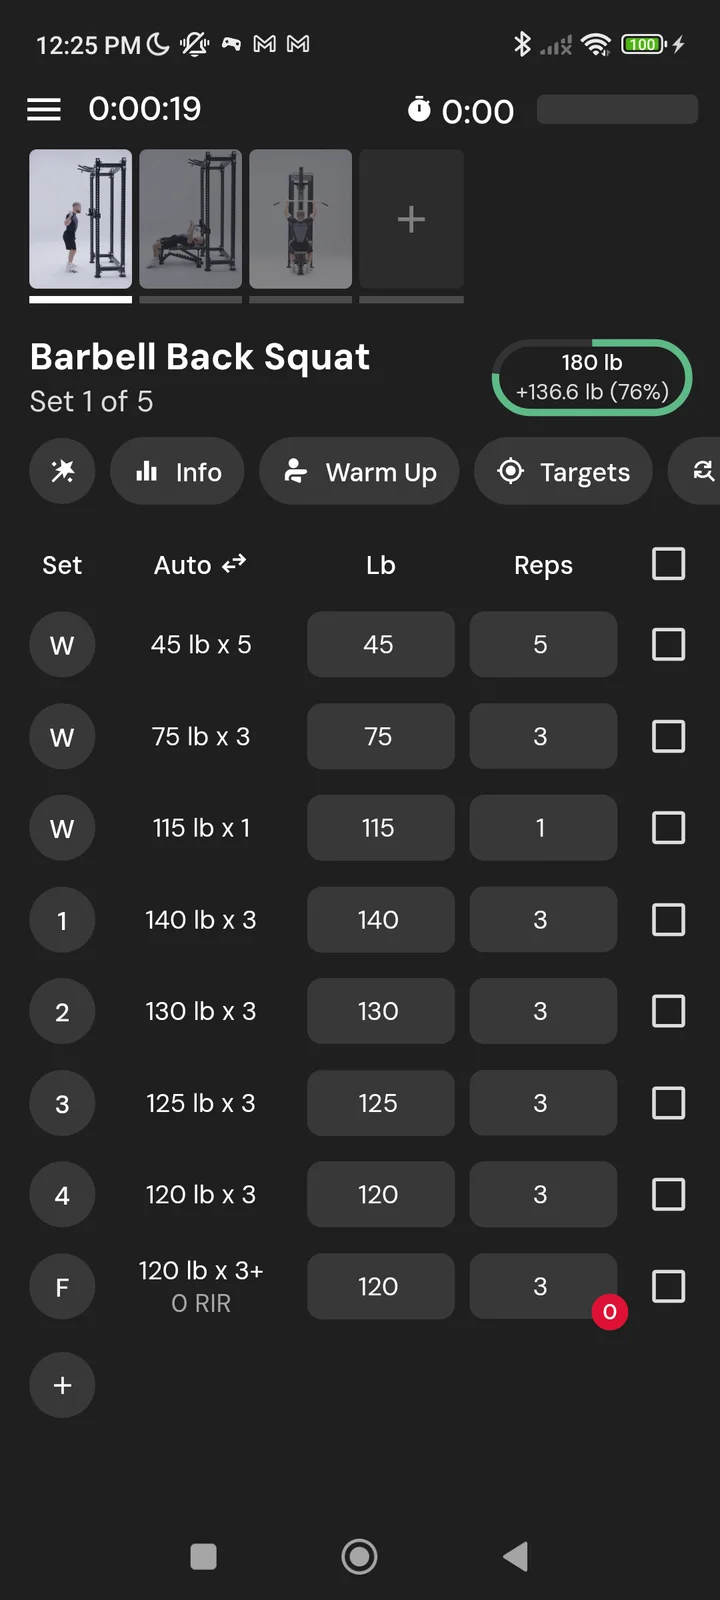 12:25 PM
100
0:00:19
0:00
Barbell Back Squat
Set 1 of 5
180 lb
+136.6 lb (76%)
Info
Warm Up
Targets
Set
Auto
Lb
Reps
W
45 lb x 5
45
5
W
75 lb x 3
75
3
W
115 lb x 1
115
1
1
140 lb x 3
140
3
2
130 lb x 3
130
3
3
125 lb x 3
125
3
4
120 lb x 3
120
3
F
120 lb x 3+
0 RIR
120
3
0